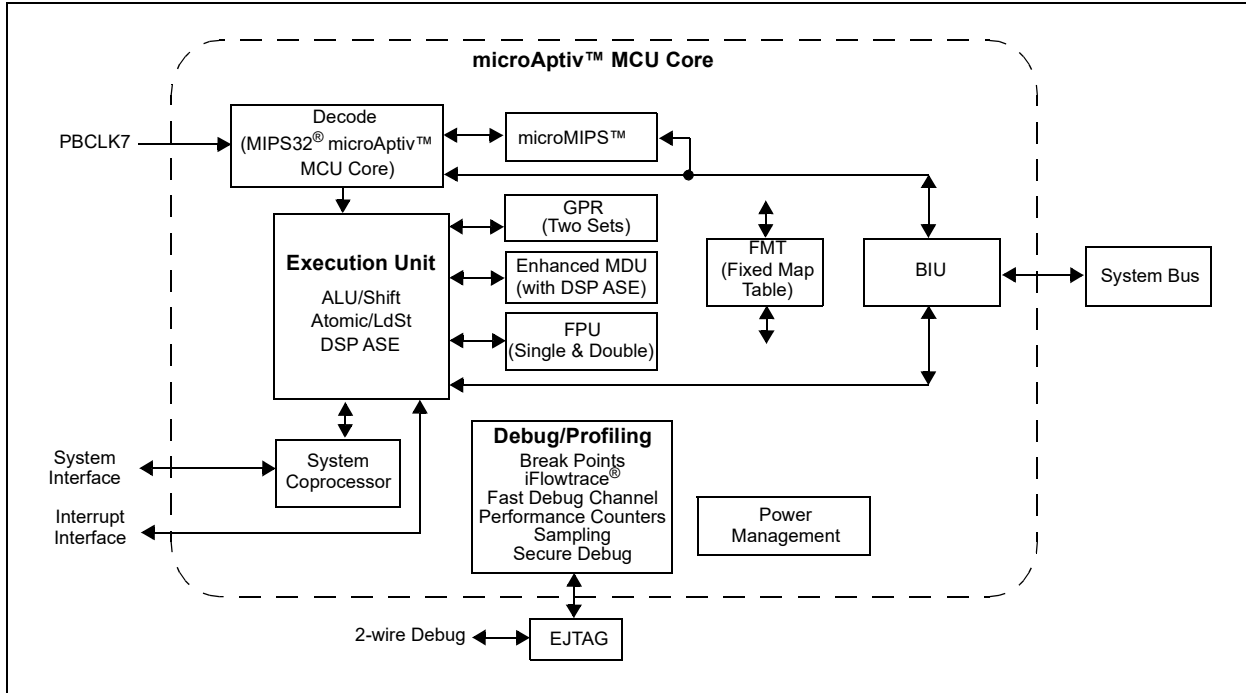 microAptiv™ MCU Core
PBCLK7
Decode
(MIPS32® microAptiv™
MCU Core)
microMIPS™
GPR
(Two Sets)
Execution Unit
ALU/Shift
Atomic/LdSt
DSP ASE
Enhanced MDU
(with DSP ASE)
FPU
(Single & Double)
FMT
(Fixed Map
Table)
BIU
System Bus
System
Interface
System
Coprocessor
Interrupt
Interface
Debug/Profiling
Break Points
iFlowtrace®
Fast Debug Channel
Performance Counters
Sampling
Secure Debug
Power
Management
2-wire Debug
EJTAG